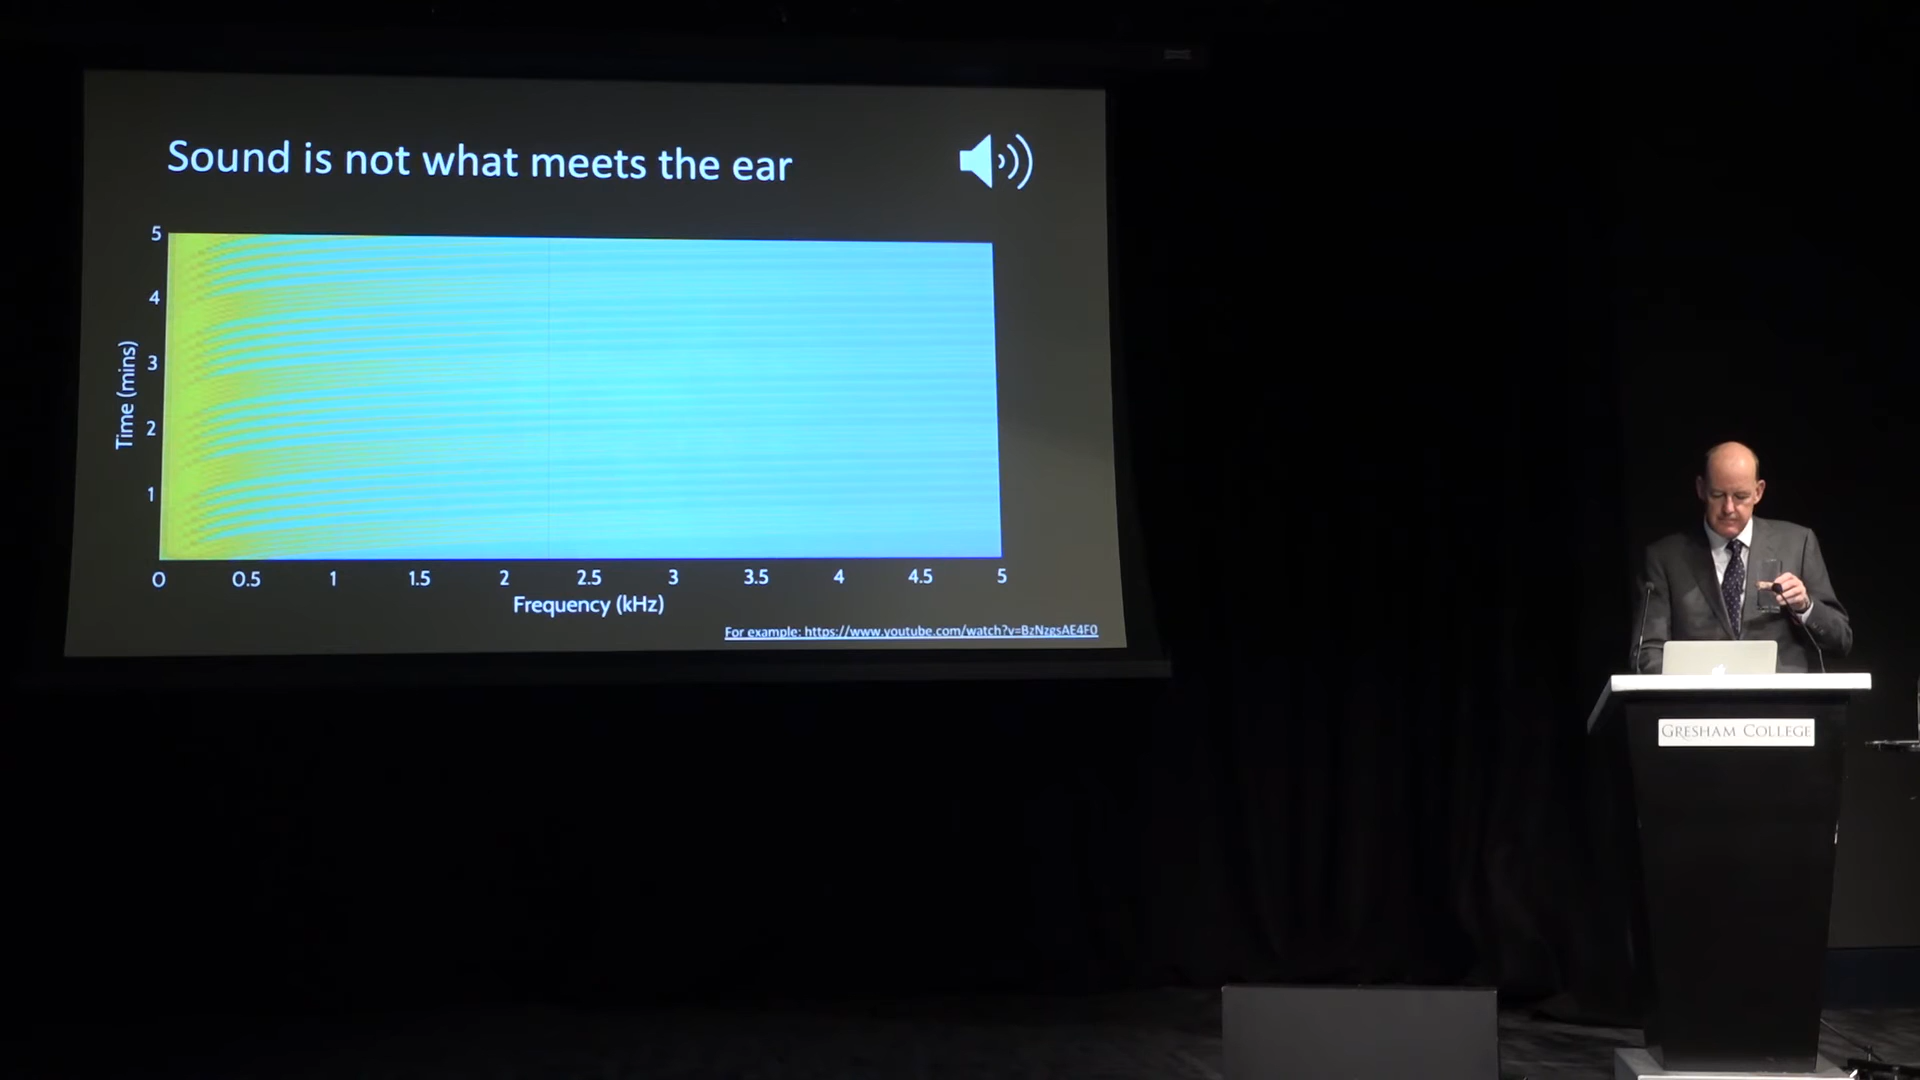 Sound is not what meets the ear
5
4
3
2
1
Time (mins)
0 0.5 1 1.5 2 2.5 3 3.5 4 4.5 5
Frequency (kHz)
For example: https://www.youtube.com/watch?v=BzNzgsAE4F0
GRESHAM COLLEGE